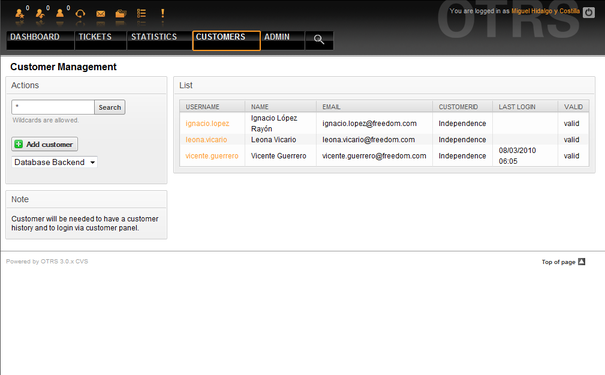 0 0 0
You are logged in as Miguel Hidalgo y Costilla
OTRS
DASHBOARD TICKETS STATISTICS CUSTOMERS ADMIN
Customer Management
Actions
*
Search
Wildcards are allowed.
Add customer
Database Backend
Note
Customer will be needed to have a customer
history and to login via customer panel.
List
USERNAME NAME EMAIL CUSTOMERID LAST LOGIN VALID
ignacio.lopez Ignacio López Rayón ignacio.lopez@freedom.com Independence valid
leona.vicario Leona Vicario leona.vicario@freedom.com Independence valid
vicente.guerrero Vicente Guerrero vicente.guerrero@freedom.com Independence 08/03/2010 06:05 valid
Powered by OTRS 3.0.x CVS
Top of page